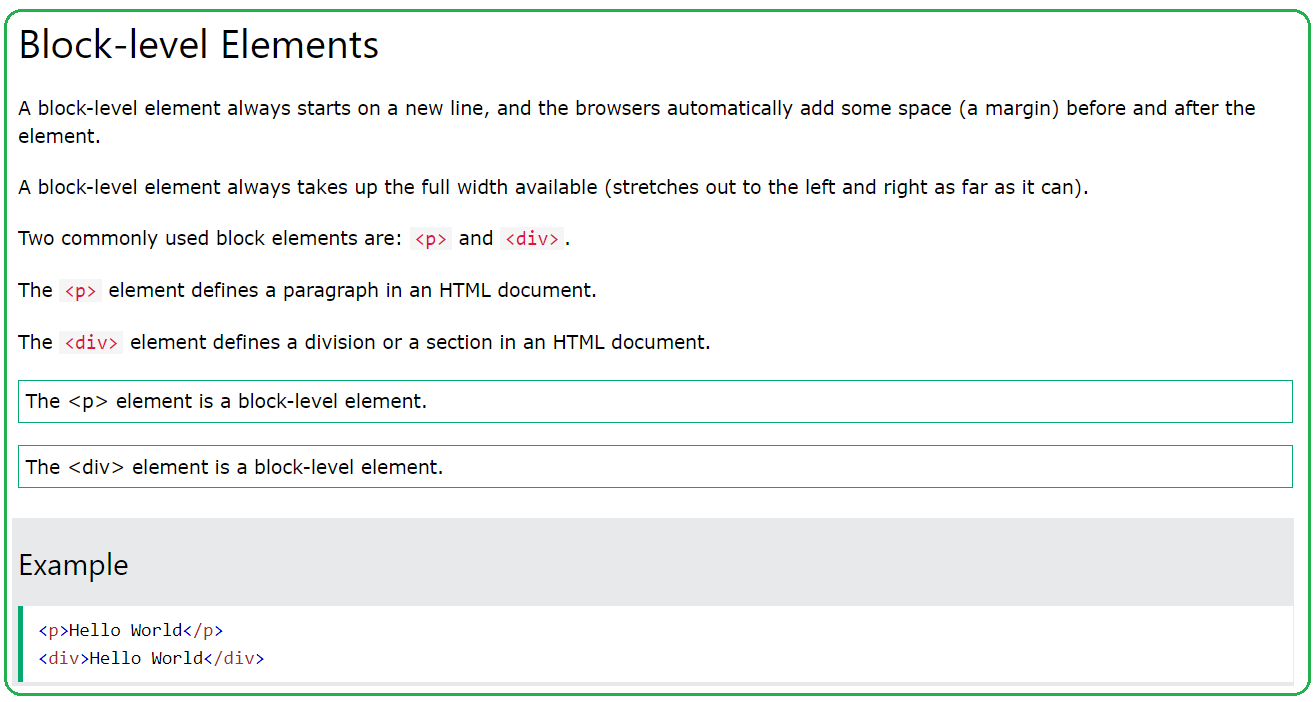 Block-level Elements
A block-level element always starts on a new line, and the browsers automatically add some space (a margin) before and after the
element.
A block-level element always takes up the full width available (stretches out to the left and right as far as it can).
Two commonly used block elements are: <p> and <div>.
The <p> element defines a paragraph in an HTML document.
The <div> element defines a division or a section in an HTML document.
The <p> element is a block-level element.
The <div> element is a block-level element.
Example
<p>Hello World</p>
<div>Hello World</div>